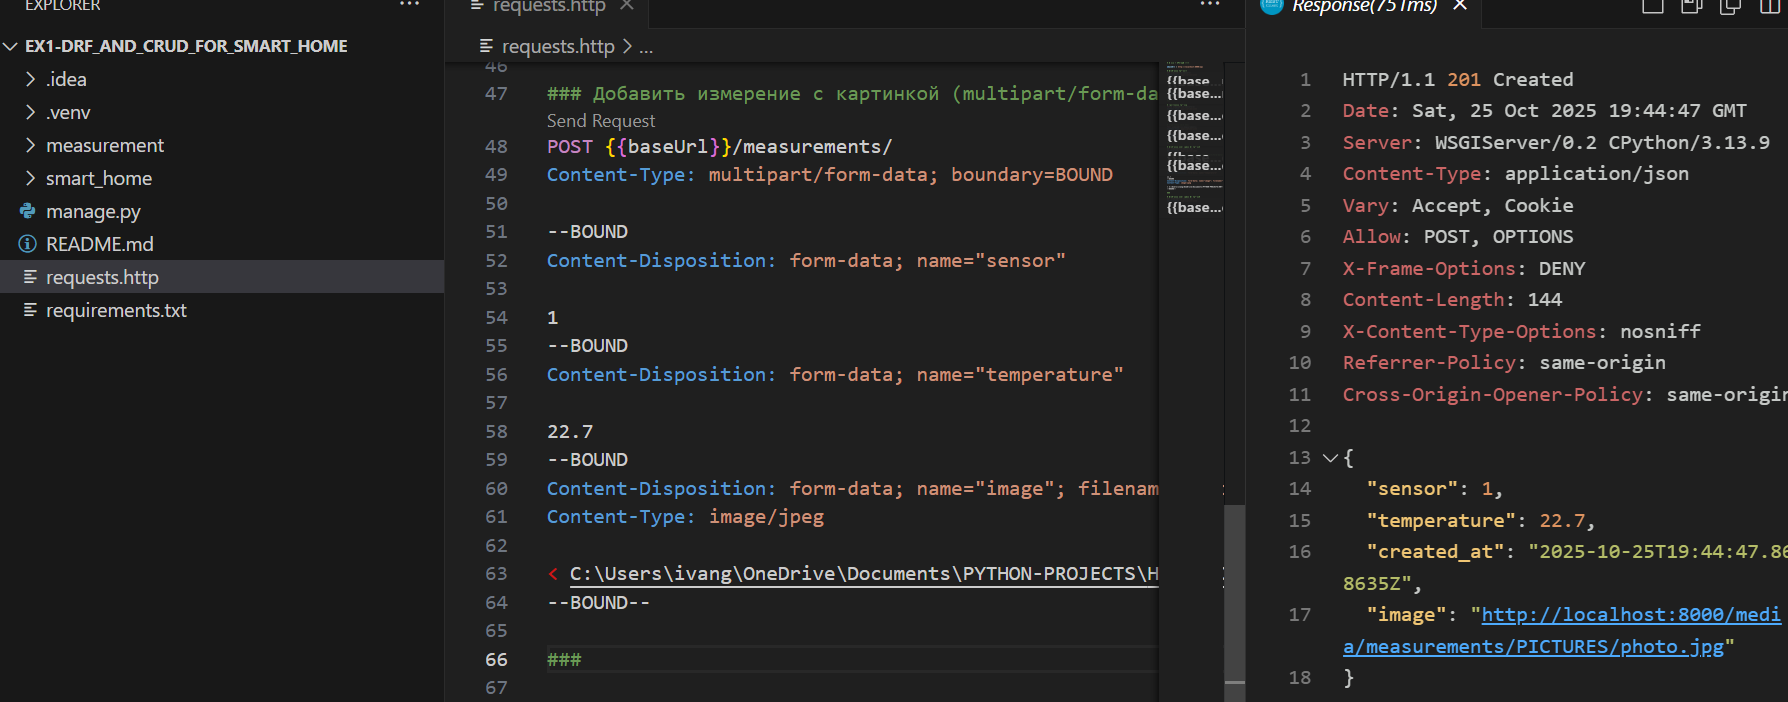 EXPLORER
EX1-DRF_AND_CRUD_FOR_SMART_HOME
.idea
.venv
measurement
smart_home
manage.py
README.md
requests.http
requirements.txt
requests.http
requests.http > ...
46
47 ### Добавить измерение с картинкой (multipart/form-da
Send Request
48 POST {{baseUrl}}/measurements/
49 Content-Type: multipart/form-data; boundary=BOUND
50
51 --BOUND
52 Content-Disposition: form-data; name="sensor"
53
54 1
55 --BOUND
56 Content-Disposition: form-data; name="temperature"
57
58 22.7
59 --BOUND
60 Content-Disposition: form-data; name="image"; filenam
61 Content-Type: image/jpeg
62
63 < C:\Users\ivang\OneDrive\Documents\PYTHON-PROJECTS\H
64 --BOUND--
65
66 ###
67
{{base...
{{base...
{{base...
{{base...
{{base...
{{base...
Response(751ms)
1 HTTP/1.1 201 Created
2 Date: Sat, 25 Oct 2025 19:44:47 GMT
3 Server: WSGIServer/0.2 CPython/3.13.9
4 Content-Type: application/json
5 Vary: Accept, Cookie
6 Allow: POST, OPTIONS
7 X-Frame-Options: DENY
8 Content-Length: 144
9 X-Content-Type-Options: nosniff
10 Referrer-Policy: same-origin
11 Cross-Origin-Opener-Policy: same-origin
12
13 {
14 "sensor": 1,
15 "temperature": 22.7,
16 "created_at": "2025-10-25T19:44:47.86
8635Z",
17 "image": "http://localhost:8000/medi
a/measurements/PICTURES/photo.jpg"
18 }